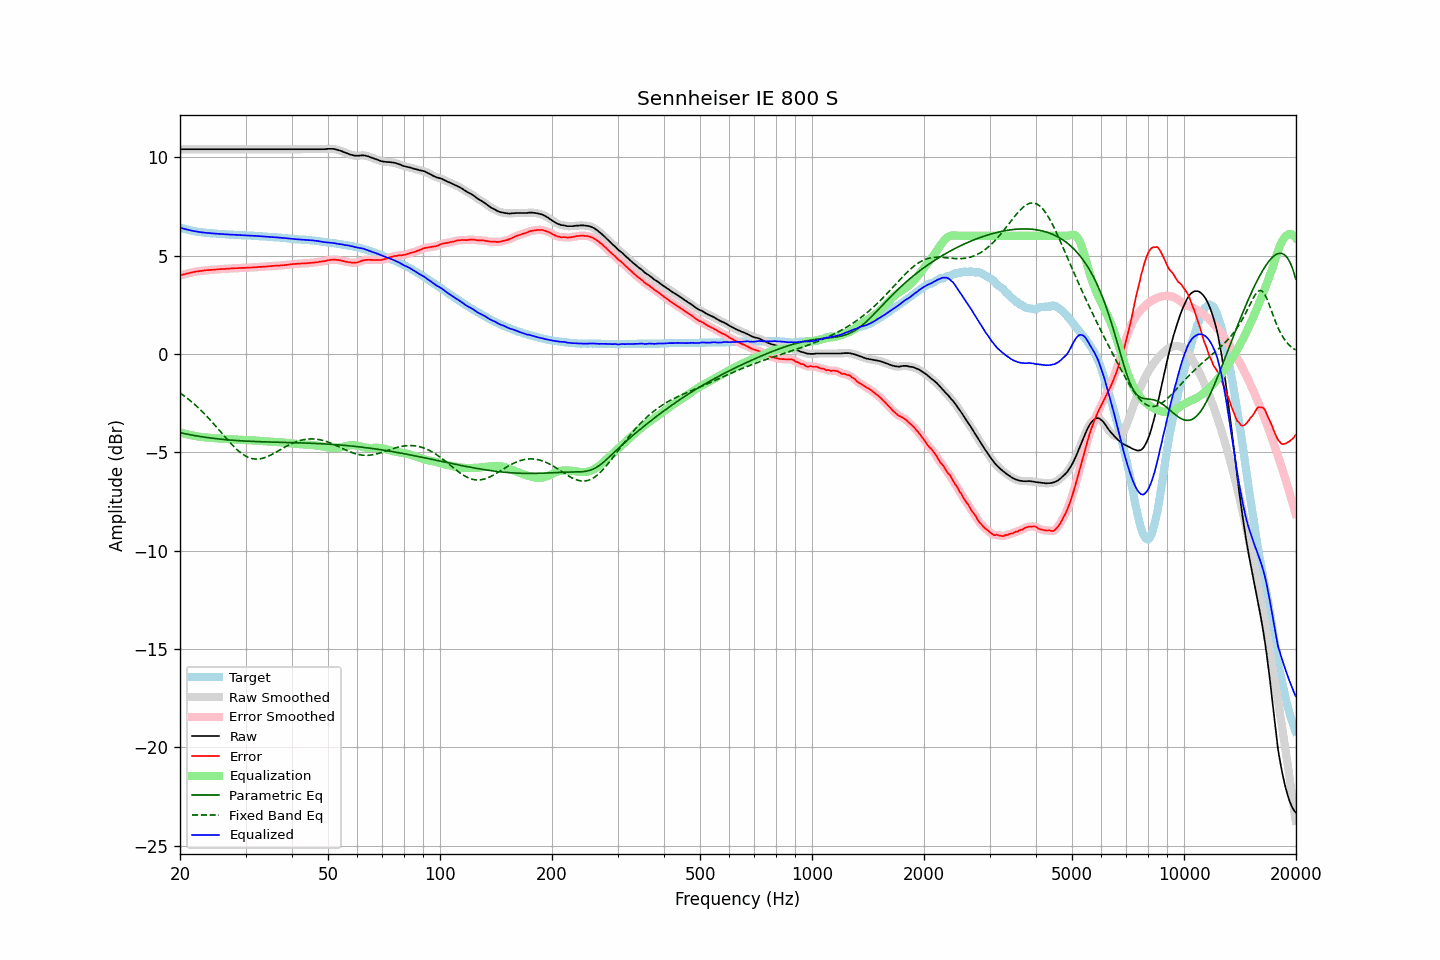 Sennheiser IE 800 S
Amplitude (dBr)
10
5
0
−5
−10
−15
−20
−25
Target
Raw Smoothed
Error Smoothed
Raw
Error
Equalization
Parametric Eq
Fixed Band Eq
Equalized
20 50 100 200 500 1000 2000 5000 10000 20000
Frequency (Hz)